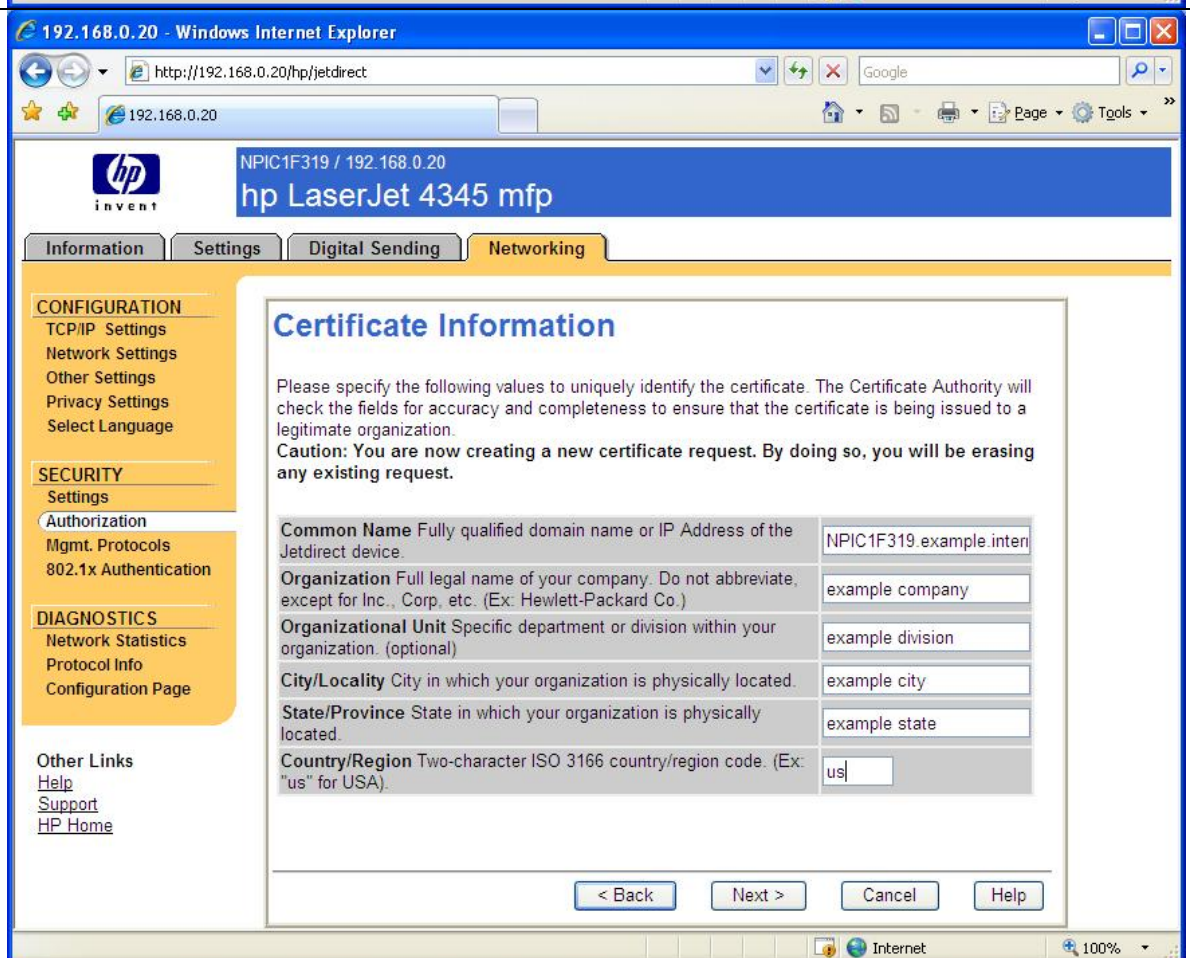 192.168.0.20 - Windows Internet Explorer
http://192.168.0.20/hp/jetdirect
Google
192.168.0.20
Page
Tools
»
hp
invent
NPIC1F319 / 192.168.0.20
hp LaserJet 4345 mfp
Information
Settings
Digital Sending
Networking
CONFIGURATION
TCP/IP Settings
Network Settings
Other Settings
Privacy Settings
Select Language
SECURITY
Settings
Authorization
Mgmt. Protocols
802.1x Authentication
DIAGNOSTICS
Network Statistics
Protocol Info
Configuration Page
Other Links
Help
Support
HP Home
Certificate Information
Please specify the following values to uniquely identify the certificate. The Certificate Authority will
check the fields for accuracy and completeness to ensure that the certificate is being issued to a
legitimate organization.
Caution: You are now creating a new certificate request. By doing so, you will be erasing
any existing request.
Common Name Fully qualified domain name or IP Address of the
Jetdirect device.
NPIC1F319.example.intern
Organization Full legal name of your company. Do not abbreviate,
except for Inc., Corp, etc. (Ex: Hewlett-Packard Co.)
example company
Organizational Unit Specific department or division within your
organization. (optional)
example division
City/Locality City in which your organization is physically located.
example city
State/Province State in which your organization is physically
located.
example state
Country/Region Two-character ISO 3166 country/region code. (Ex:
"us" for USA).
us
< Back
Next >
Cancel
Help
Internet
100%